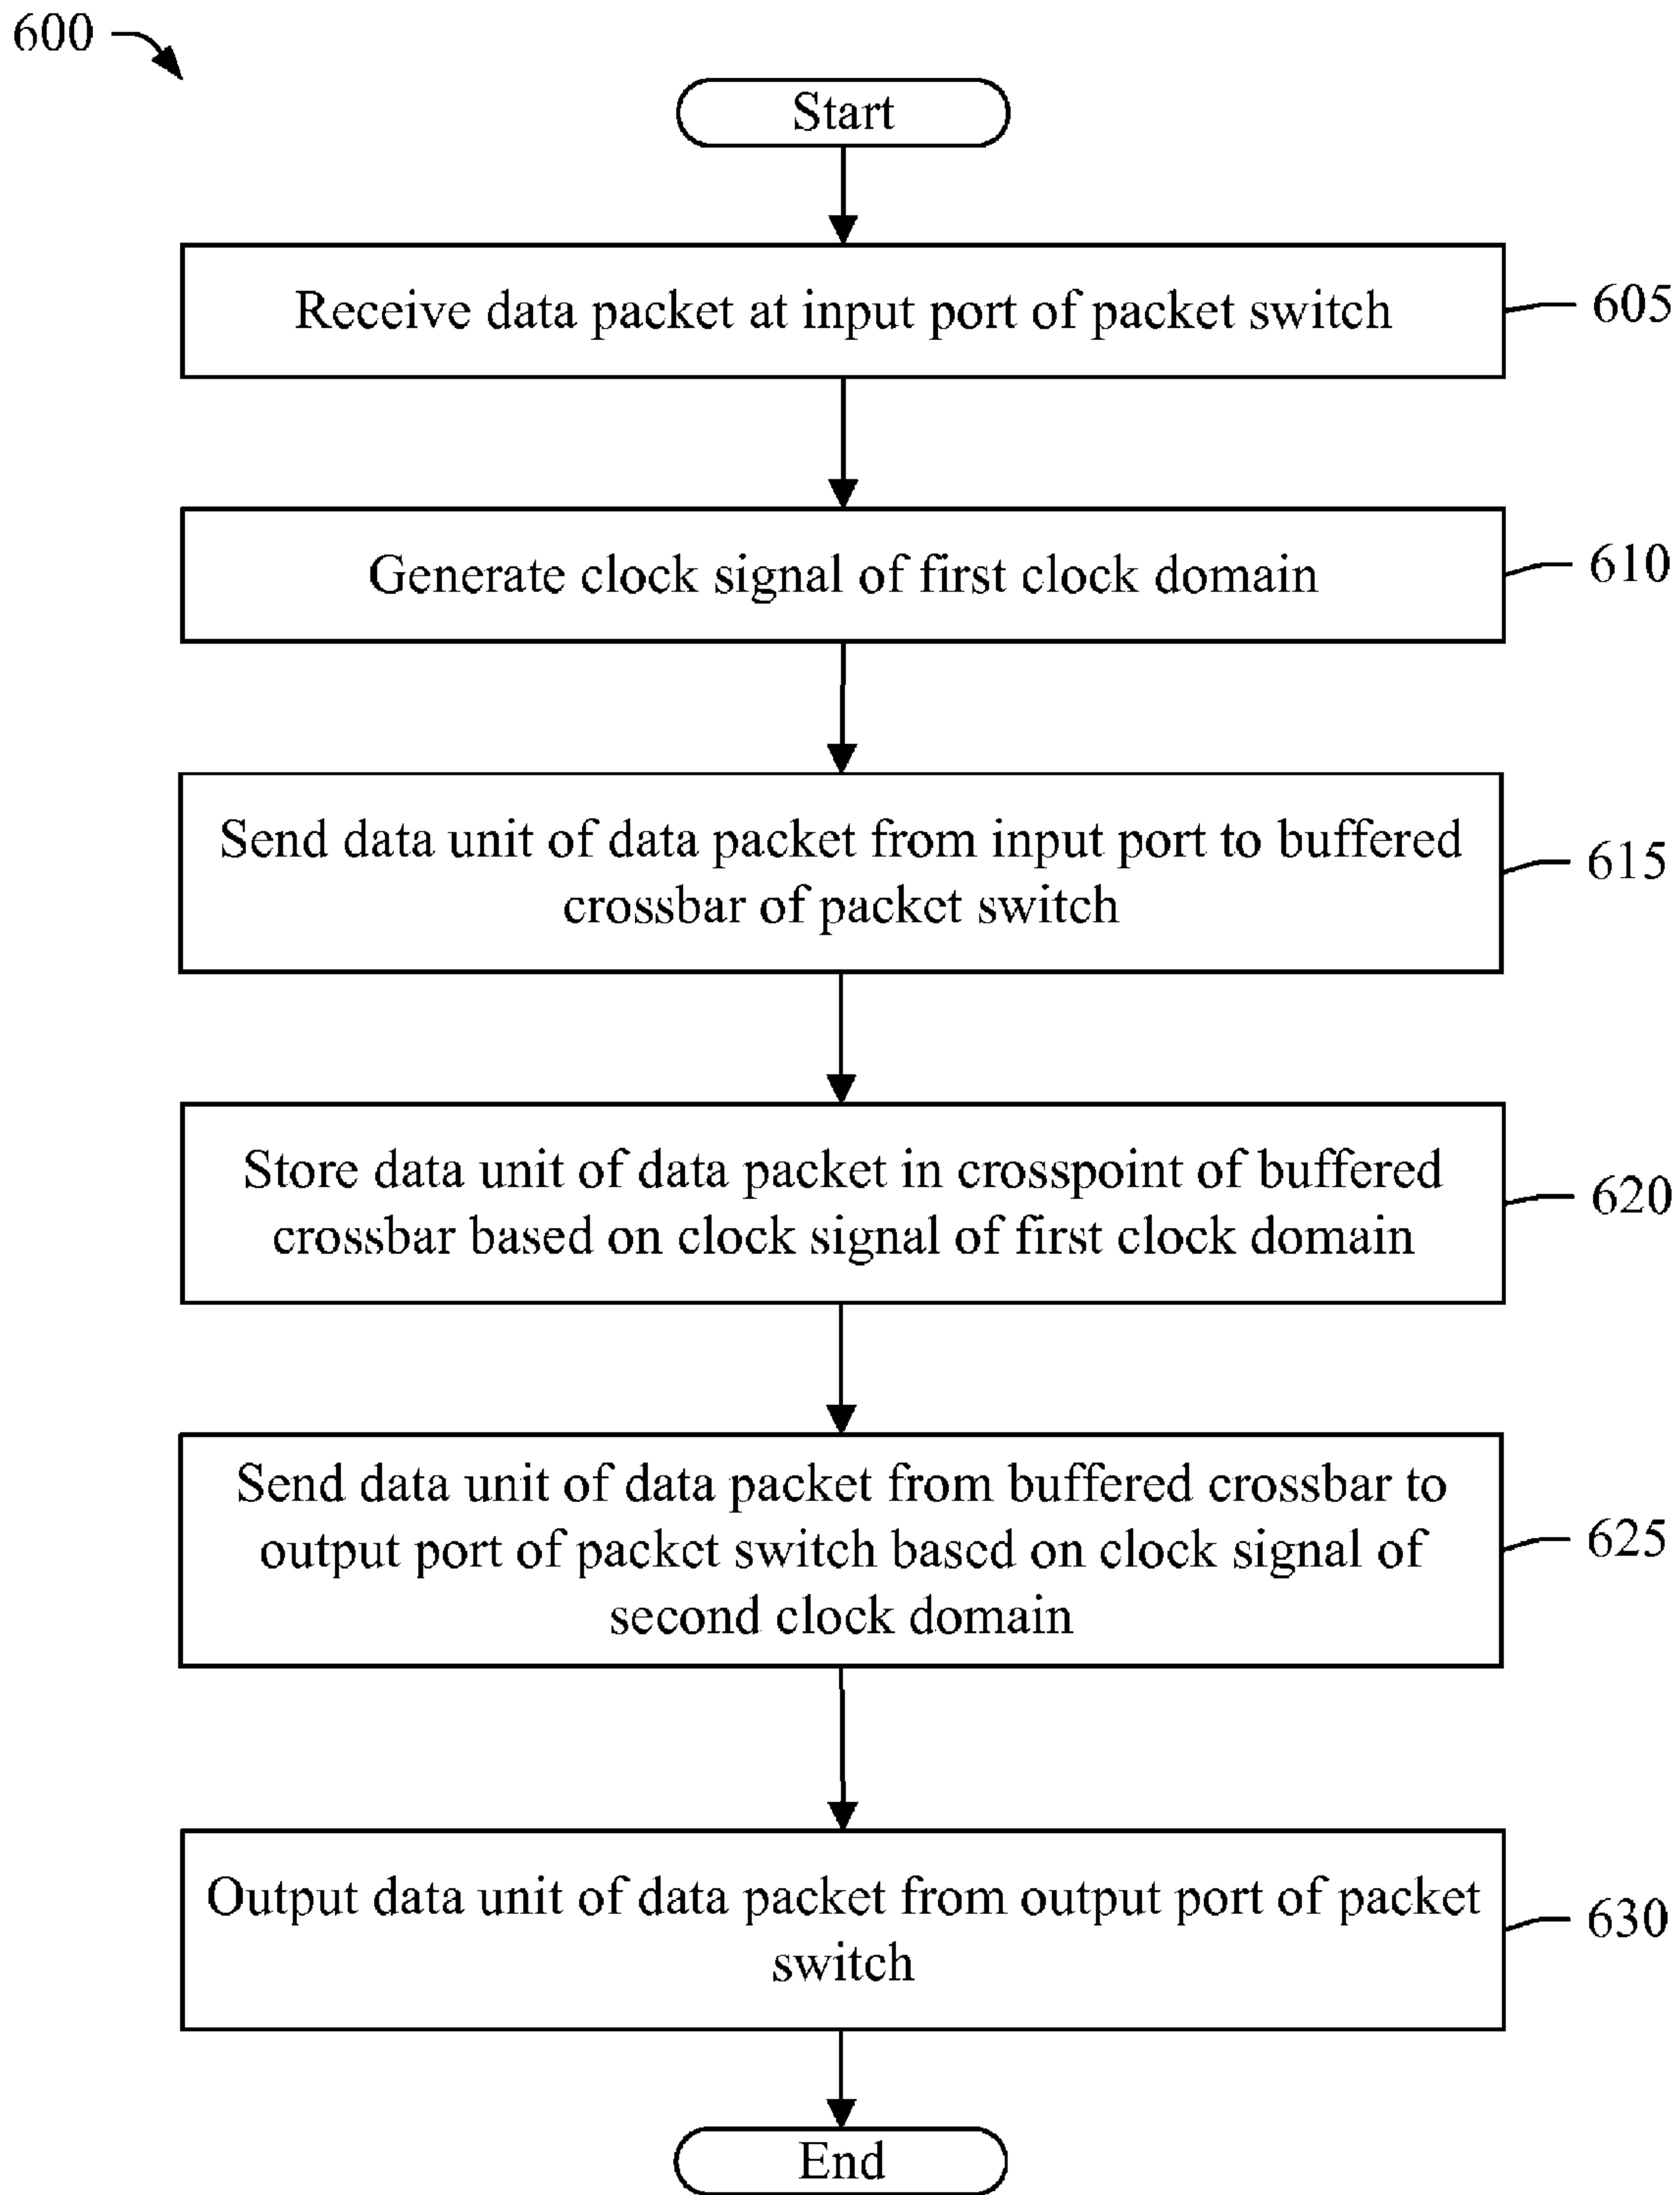 600
Start
Receive data packet at input port of packet switch
605
Generate clock signal of first clock domain
610
Send data unit of data packet from input port to buffered
crossbar of packet switch
615
Store data unit of data packet in crosspoint of buffered
crossbar based on clock signal of first clock domain
620
Send data unit of data packet from buffered crossbar to
output port of packet switch based on clock signal of
second clock domain
625
Output data unit of data packet from output port of packet
switch
630
End